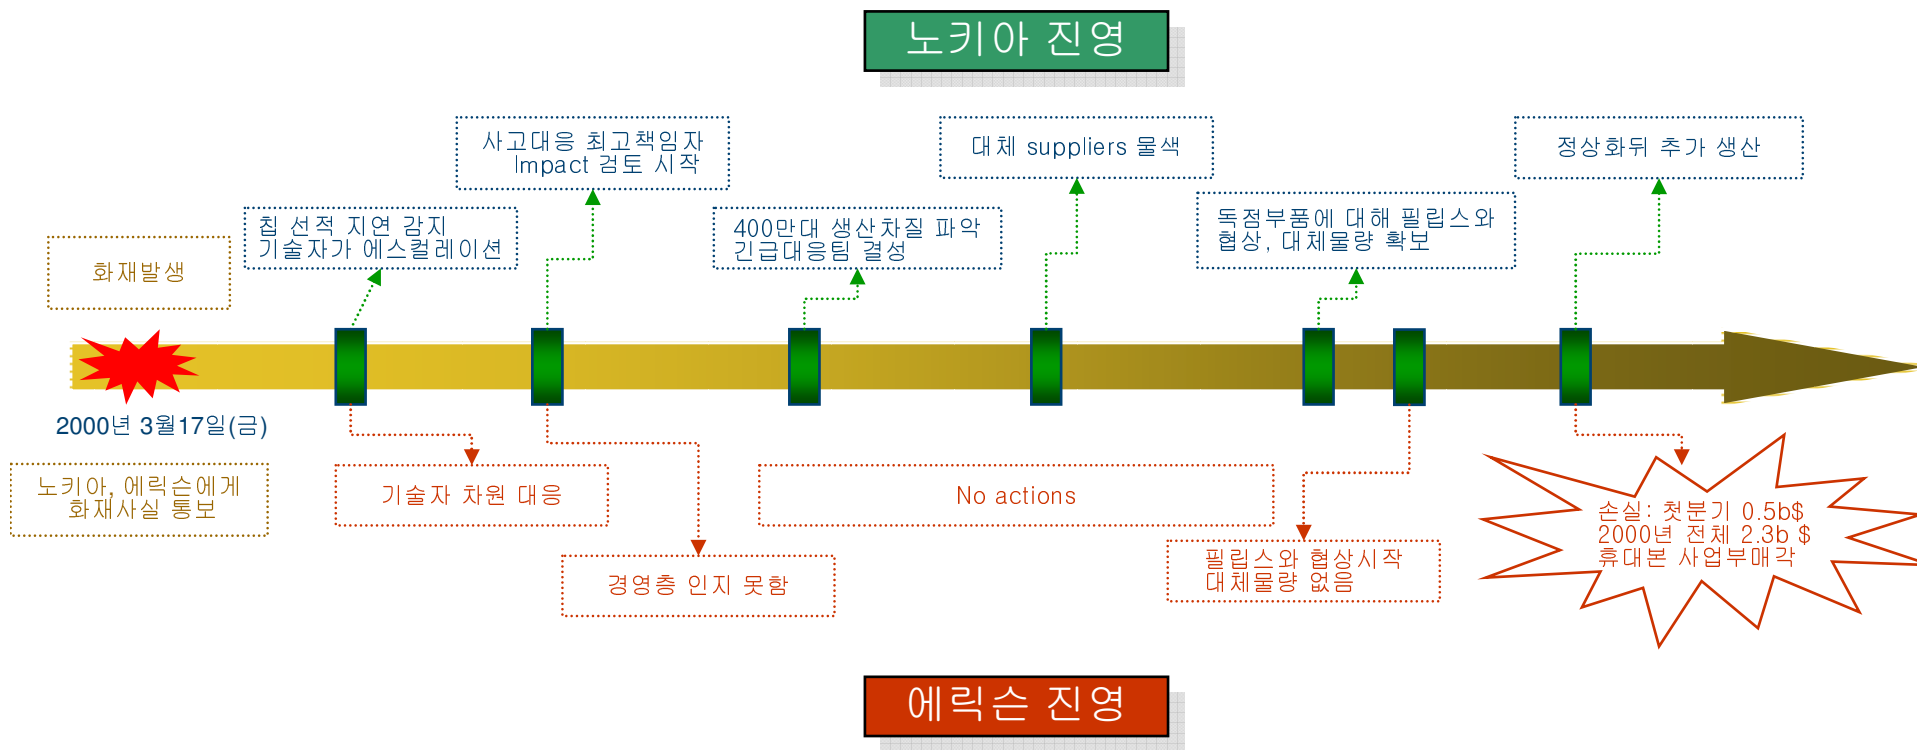 노키아 진영
사고대응 최고책임자
Impact 검토 시작
대체 suppliers 물색
정상화뒤 추가 생산
칩 선적 지연 감지
기술자가 에스컬레이션
400만대 생산차질 파악
긴급대응팀 결성
독점부품에 대해 필립스와
협상, 대체물량 확보
화재발생
2000년 3월17일(금)
노키아, 에릭슨에게
화재사실 통보
기술자 차원 대응
No actions
경영층 인지 못함
필립스와 협상시작
대체물량 없음
손실: 첫분기 0.5b$
2000년 전체 2.3b $
휴대본 사업부매각
에릭슨 진영